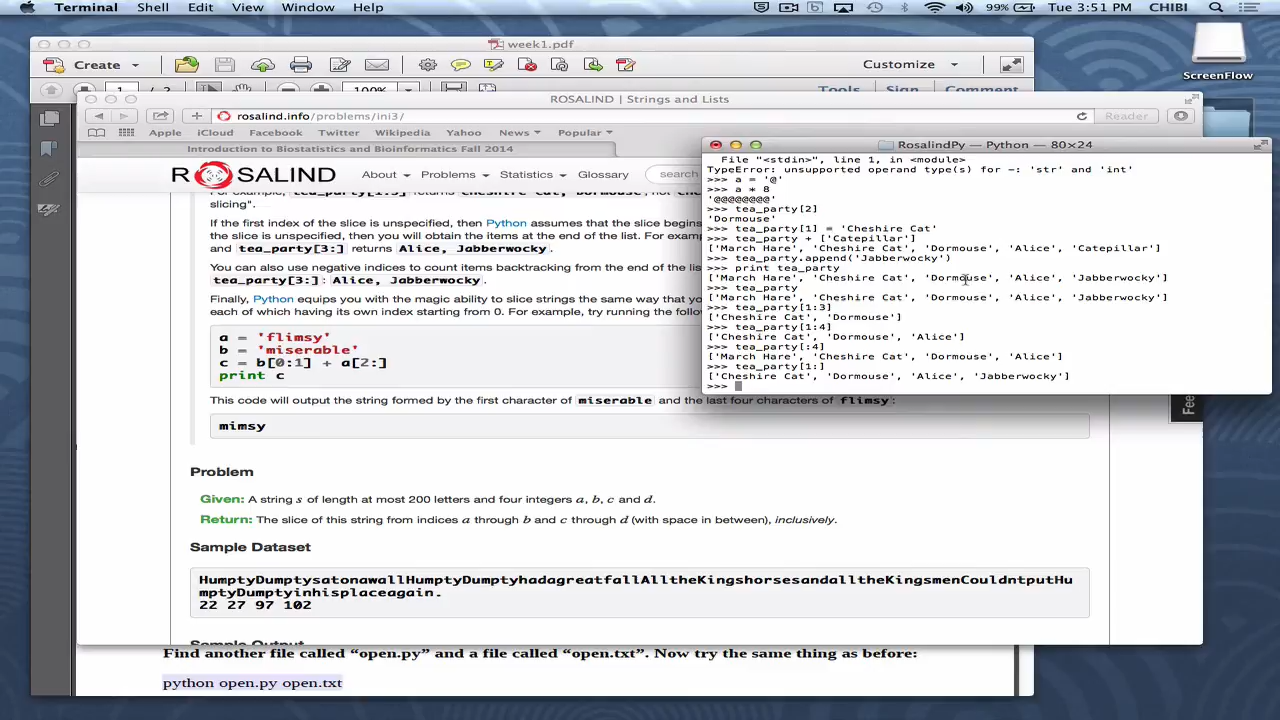 Terminal Shell Edit View Window Help 99% Tue 3:51 PM CHIBI
week1.pdf
Create Customize
1 / 2 100% Tools Sign Comment
ScreenFlow
ROSALIND | Strings and Lists
rosalind.info/problems/ini3/ Reader
Apple iCloud Facebook Twitter Wikipedia Yahoo News Popular
Introduction to Biostatistics and Bioinformatics Fall 2014
ROSALIND About Problems Statistics Glossary search
slicing".
If the first index of the slice is unspecified, then Python assumes that the slice begins
the slice is unspecified, then you will obtain the items at the end of the list. For exam
and tea_party[3:] returns Alice, Jabberwocky.
You can also use negative indices to count items backtracking from the end of the
tea_party[3:]: Alice, Jabberwocky.
Finally, Python equips you with the magic ability to slice strings the same way that yo
each of which having its own index starting from 0. For example, try running the follow
a = 'flimsy'
b = 'miserable'
c = b[0:1] + a[2:]
print c
This code will output the string formed by the first character of miserable and the last four characters of flimsy:
mimsy
Problem
Given: A string s of length at most 200 letters and four integers a, b, c and d.
Return: The slice of this string from indices a through b and c through d (with space in between), inclusively.
Sample Dataset
HumptyDumptysatonawallHumptyDumptyhadagreatfallAlltheKingshorsesandalltheKingsmenCouldntputHu
mptyDumptyinhisplaceagain.
22 27 97 102
Sample Output
Find another file called “open.py” and a file called “open.txt”. Now try the same thing as before:
python open.py open.txt
RosalindPy — Python — 80×24
File "<stdin>", line 1, in <module>
TypeError: unsupported operand type(s) for -: 'str' and 'int'
>>> a = '@'
>>> a * 8
'@@@@@@@@'
>>> tea_party[2]
'Dormouse'
>>> tea_party[1] = 'Cheshire Cat'
>>> tea_party + ['Catepillar']
['March Hare', 'Cheshire Cat', 'Dormouse', 'Alice', 'Catepillar']
>>> tea_party.append('Jabberwocky')
>>> print tea_party
['March Hare', 'Cheshire Cat', 'Dormouse', 'Alice', 'Jabberwocky']
>>> tea_party
['March Hare', 'Cheshire Cat', 'Dormouse', 'Alice', 'Jabberwocky']
>>> tea_party[1:3]
['Cheshire Cat', 'Dormouse']
>>> tea_party[1:4]
['Cheshire Cat', 'Dormouse', 'Alice']
>>> tea_party[:4]
['March Hare', 'Cheshire Cat', 'Dormouse', 'Alice']
>>> tea_party[1:]
['Cheshire Cat', 'Dormouse', 'Alice', 'Jabberwocky']
>>>